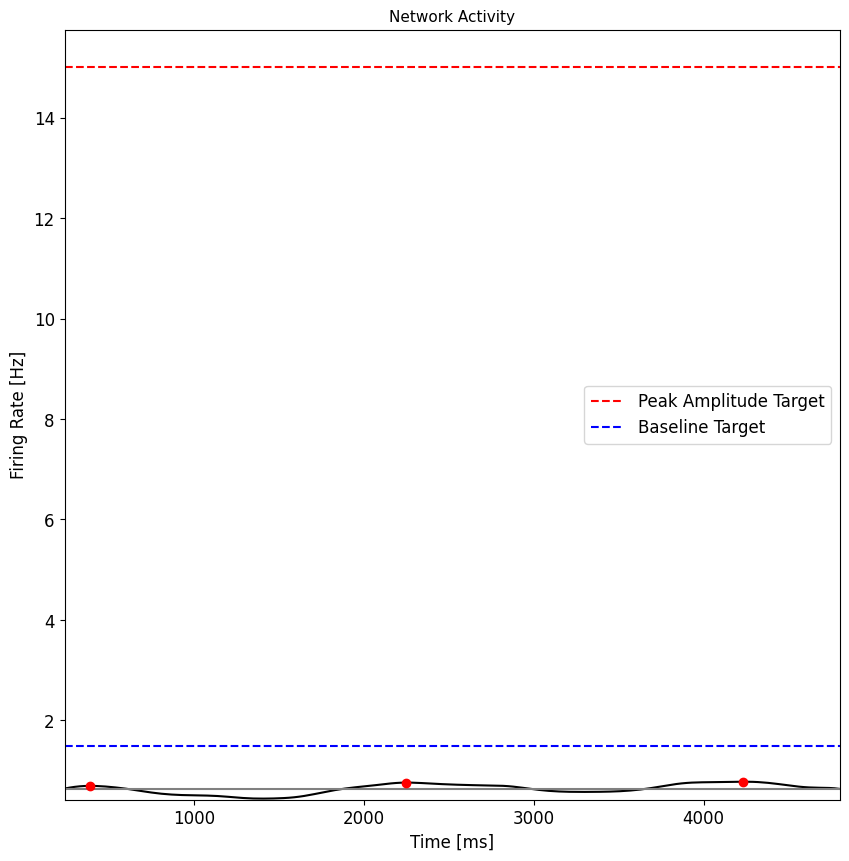 Network Activity
14
12
10
8
6
4
2
Firing Rate [Hz]
Peak Amplitude Target
Baseline Target
1000
2000
3000
4000
Time [ms]